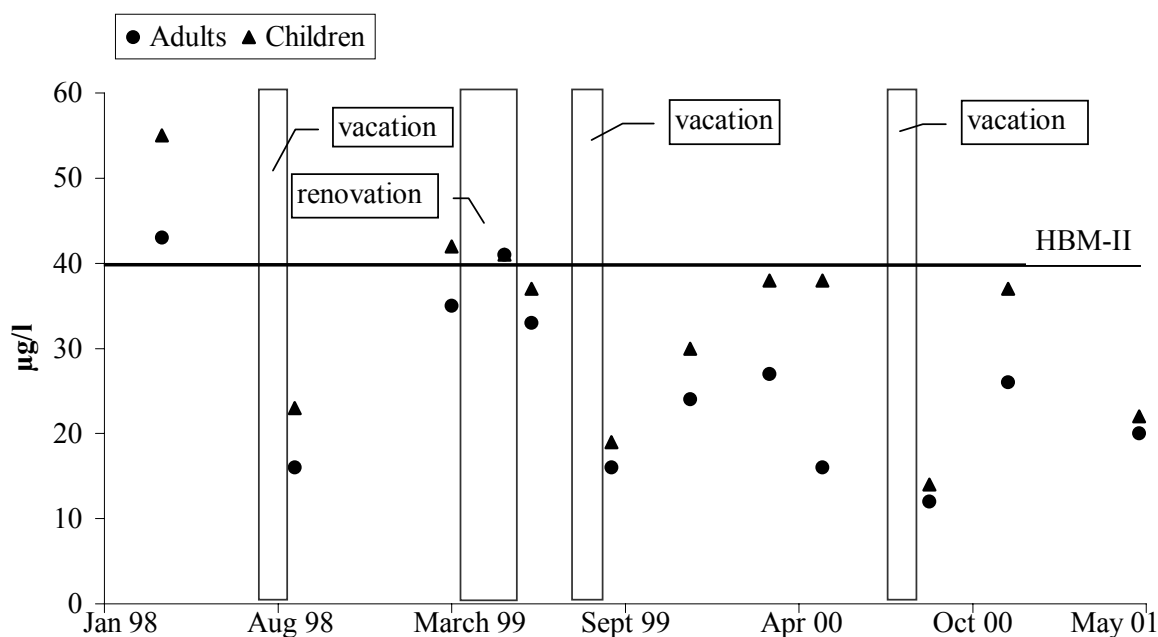 Adults Children
60
50
40
30
20
10
0
µg/l
vacation
renovation
vacation
vacation
HBM-II
Jan 98 Aug 98 March 99 Sept 99 Apr 00 Oct 00 May 01